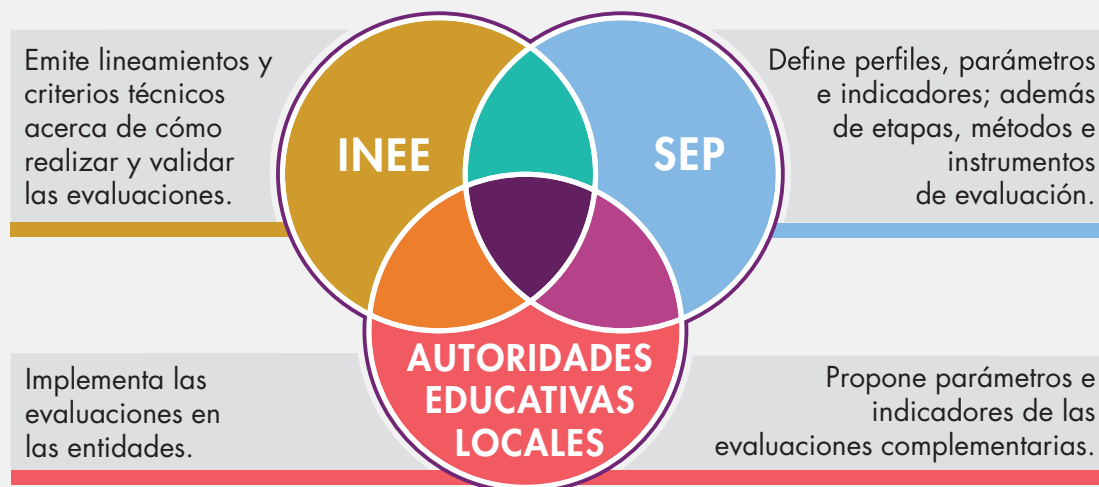 Emite lineamientos y
criterios técnicos
acerca de cómo
realizar y validar
las evaluaciones.
INEE
SEP
Define perfiles, parámetros
e indicadores; además
de etapas, métodos e
instrumentos
de evaluación.
Implementa las
evaluaciones en
las entidades.
AUTORIDADES
EDUCATIVAS
LOCALES
Propone parámetros e
indicadores de las
evaluaciones complementarias.